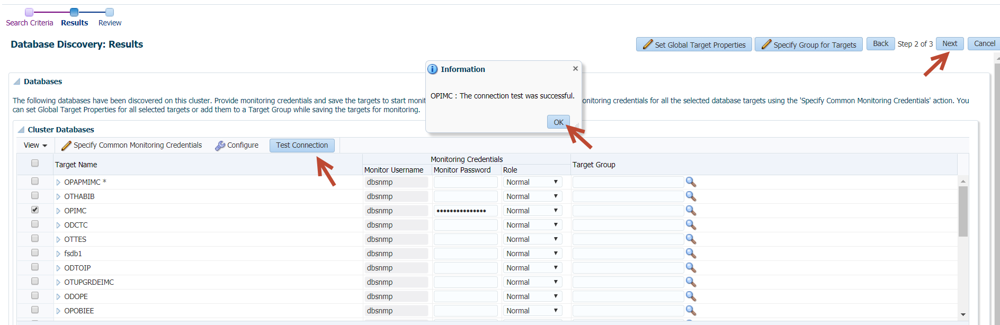 Search Criteria Results Review
Database Discovery: Results
Set Global Target Properties Specify Group for Targets Back Step 2 of 3 Next Cancel
Information
OPIMC : The connection test was successful.
OK
Databases
The following databases have been discovered on this cluster. Provide monitoring credentials and save the targets to start monit onitoring credentials for all the selected database targets using the 'Specify Common Monitoring Credentials' action. You
can set Global Target Properties for all selected targets or add them to a Target Group while saving the targets for monitoring.
Cluster Databases
View Specify Common Monitoring Credentials Configure Test Connection
Monitoring Credentials
Target Name Target Group
Monitor Username Monitor Password Role
OPAPMIMC * dbsnmp Normal
OTHABIB dbsnmp Normal
OPIMC dbsnmp ••••••••••••••• Normal
ODCTC dbsnmp Normal
OTTES dbsnmp Normal
fsdb1 dbsnmp Normal
ODTOIP dbsnmp Normal
OTUPGRDEIMC dbsnmp Normal
ODOPE dbsnmp Normal
OPOBIEE dbsnmp Normal